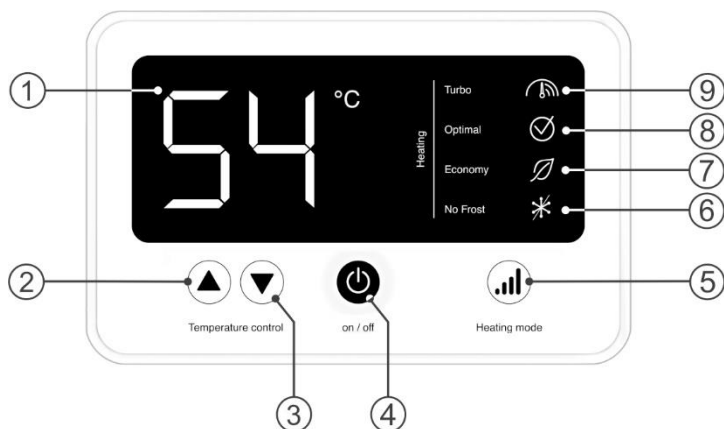 1
54 °C
Heating
Turbo
9
Optimal
8
Economy
7
No Frost
6
2
5
Temperature control
on / off
Heating mode
3
4